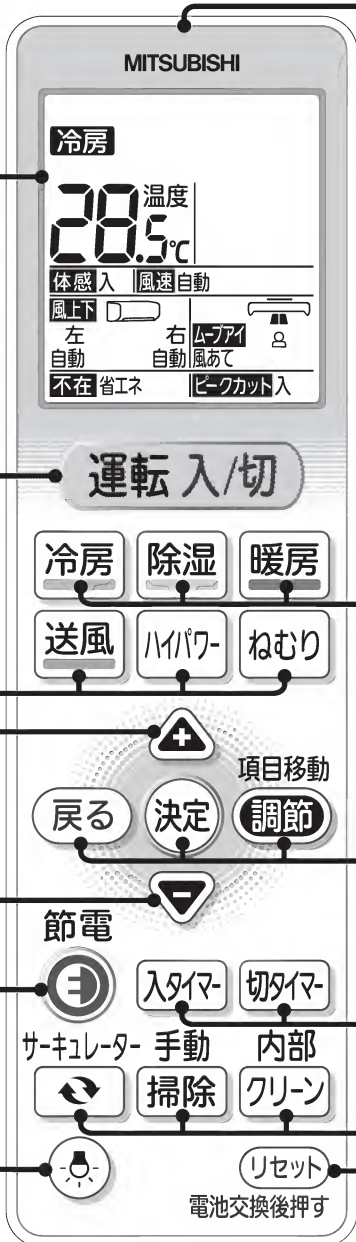 MITSUBISHI
冷房
温度
28.5℃
体感 入 風速 自動
風上下
左 右 ムーブアイ
自動 自動 風あて
不在 省エネ ピークカット 入
運転 入/切
冷房 除湿 暖房
送風 ハイパワー ねむり
項目移動
戻る 決定 調節
節電
入タイマー 切タイマー
サーキュレーター 手動 内部
掃除 クリーン
リセット
電池交換後押す